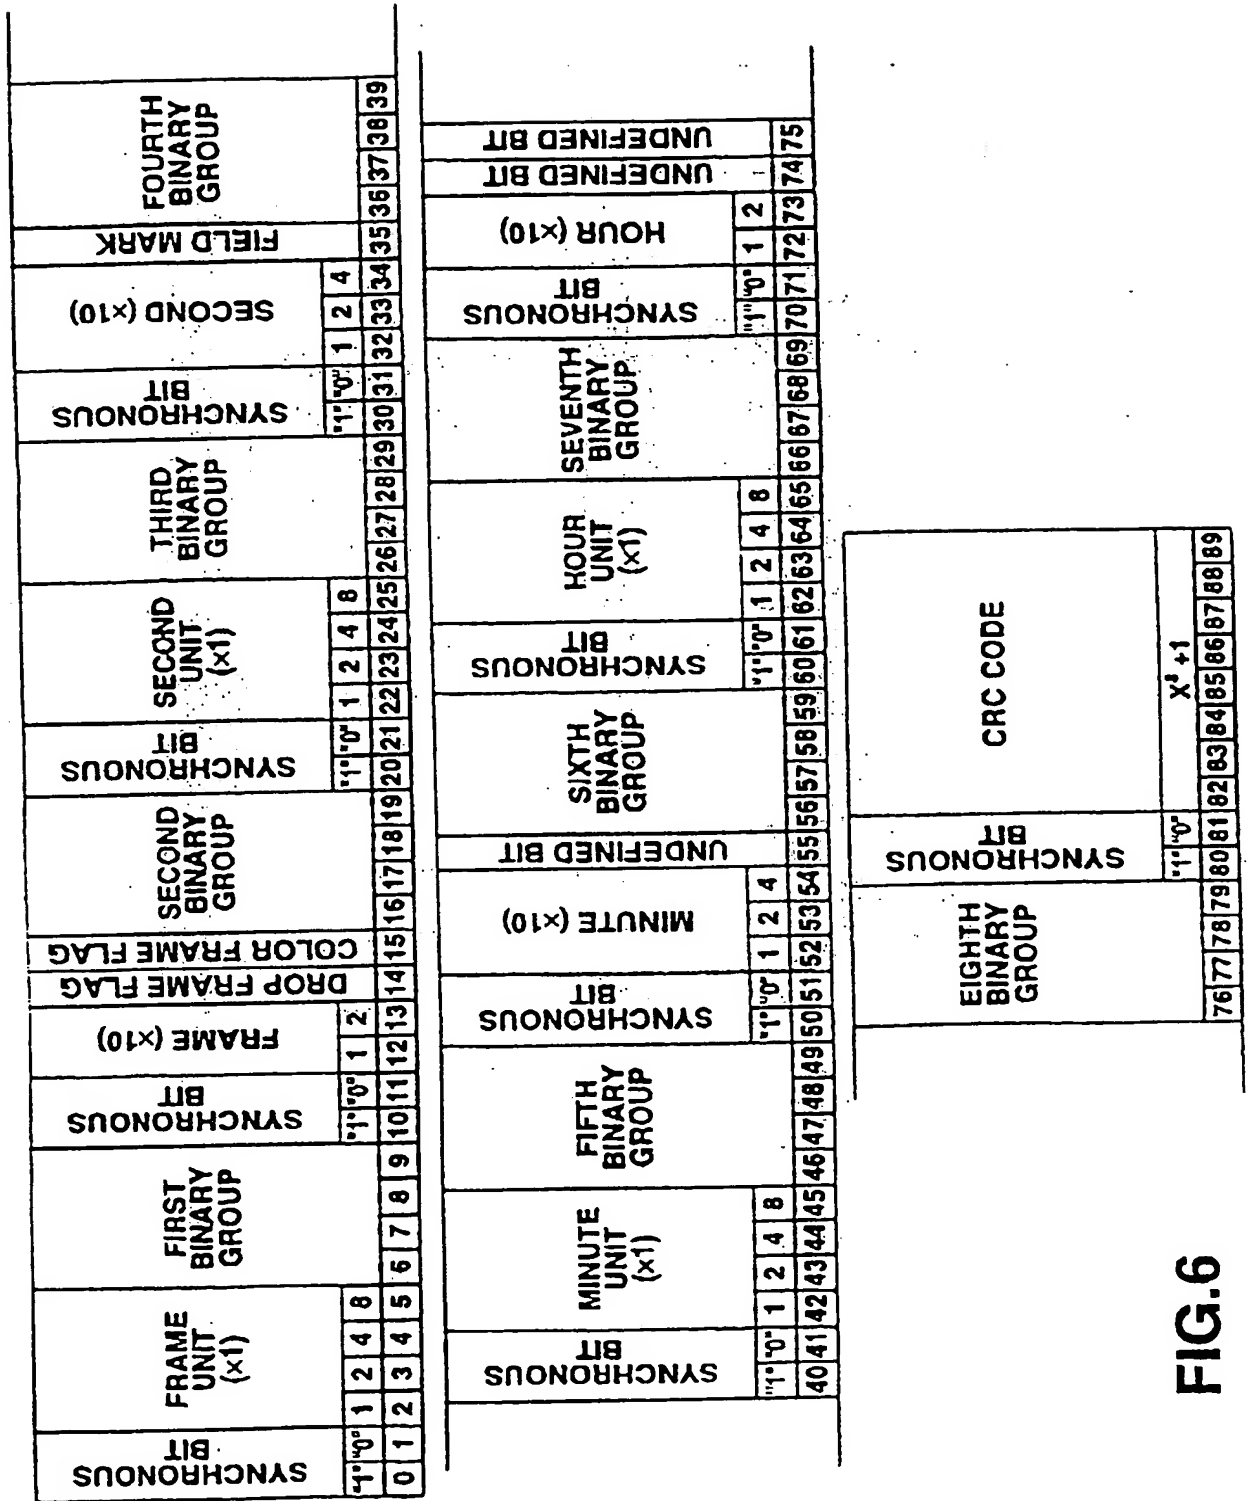 SYNCHRONOUS
BIT
"1" "0"
0 1
FRAME
UNIT
(×1)
1 2 4 8
2 3 4 5
FIRST
BINARY
GROUP
6 7 8 9
SYNCHRONOUS
BIT
"1" "0"
10 11
FRAME (×10)
1 2
12 13
DROP FRAME FLAG
14
COLOR FRAME FLAG
15
SECOND
BINARY
GROUP
16 17 18 19
SYNCHRONOUS
BIT
"1" "0"
20 21
SECOND
UNIT
(×1)
1 2 4 8
22 23 24 25
THIRD
BINARY
GROUP
26 27 28 29
SYNCHRONOUS
BIT
"1" "0"
30 31
SECOND (×10)
1 2 4
32 33 34
FIELD MARK
35
FOURTH
BINARY
GROUP
36 37 38 39
SYNCHRONOUS
BIT
"1" "0"
40 41
MINUTE
UNIT
(×1)
1 2 4 8
42 43 44 45
FIFTH
BINARY
GROUP
46 47 48 49
SYNCHRONOUS
BIT
"1" "0"
50 51
MINUTE (×10)
1 2 4
52 53 54
UNDEFINED BIT
55
SIXTH
BINARY
GROUP
56 57 58 59
SYNCHRONOUS
BIT
"1" "0"
60 61
HOUR
UNIT
(×1)
1 2 4 8
62 63 64 65
SEVENTH
BINARY
GROUP
66 67 68 69
SYNCHRONOUS
BIT
"1" "0"
70 71
HOUR (×10)
1 2
72 73
UNDEFINED BIT
74
UNDEFINED BIT
75
EIGHTH
BINARY
GROUP
76 77 78 79
SYNCHRONOUS
BIT
"1" "0"
80 81
CRC CODE
X⁸ +1
82 83 84 85 86 87 88 89
FIG.6